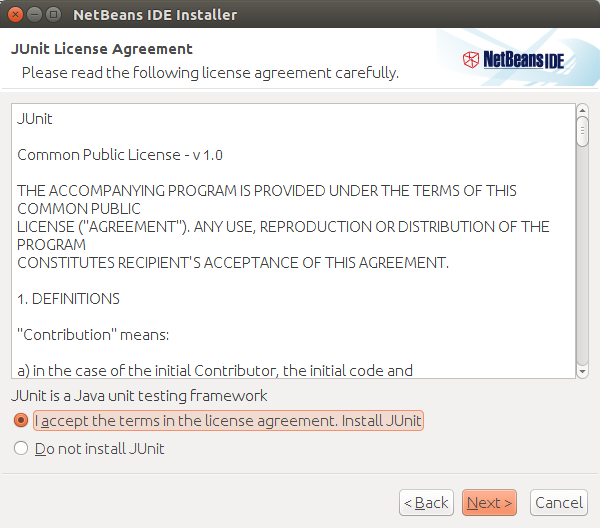 NetBeans IDE Installer
JUnit License Agreement
Please read the following license agreement carefully.
NetBeans IDE
JUnit
Common Public License - v 1.0
THE ACCOMPANYING PROGRAM IS PROVIDED UNDER THE TERMS OF THIS
COMMON PUBLIC
LICENSE ("AGREEMENT"). ANY USE, REPRODUCTION OR DISTRIBUTION OF THE
PROGRAM
CONSTITUTES RECIPIENT'S ACCEPTANCE OF THIS AGREEMENT.
1. DEFINITIONS
"Contribution" means:
a) in the case of the initial Contributor, the initial code and
JUnit is a Java unit testing framework
I accept the terms in the license agreement. Install JUnit
Do not install JUnit
< Back
Next >
Cancel